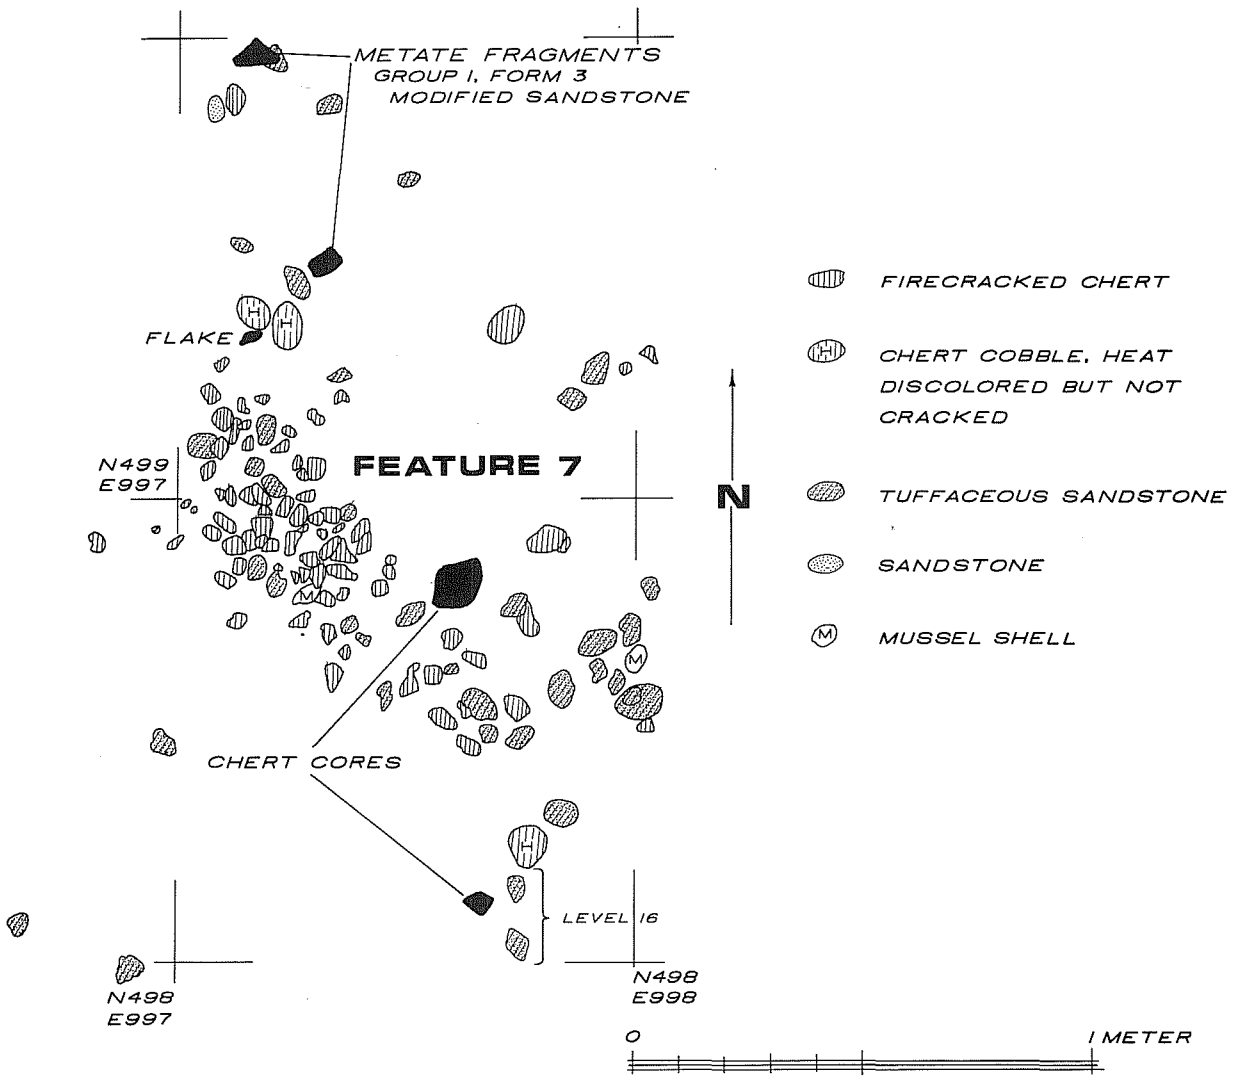 METATE FRAGMENTS
GROUP 1, FORM 3
MODIFIED SANDSTONE
H
H
FLAKE
FIRECRACKED CHERT
H
CHERT COBBLE, HEAT
DISCOLORED BUT NOT
CRACKED
N499
E997
FEATURE 7
N
TUFFACEOUS SANDSTONE
SANDSTONE
M
M
M
MUSSEL SHELL
CHERT CORES
H
LEVEL 16
N498
E997
N498
E998
0
1 METER